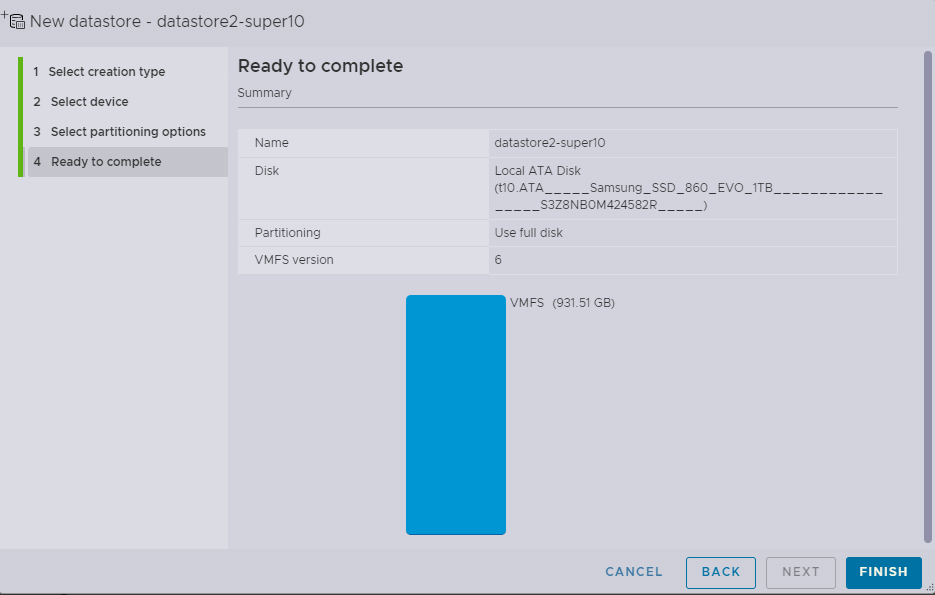 New datastore - datastore2-super10
1 Select creation type
2 Select device
3 Select partitioning options
4 Ready to complete
Ready to complete
Summary
Name datastore2-super10
Disk Local ATA Disk
(t10.ATA_____Samsung_SSD_860_EVO_1TB____________
_____S3Z8NB0M424582R_____)
Partitioning Use full disk
VMFS version 6
VMFS (931.51 GB)
CANCEL BACK NEXT FINISH